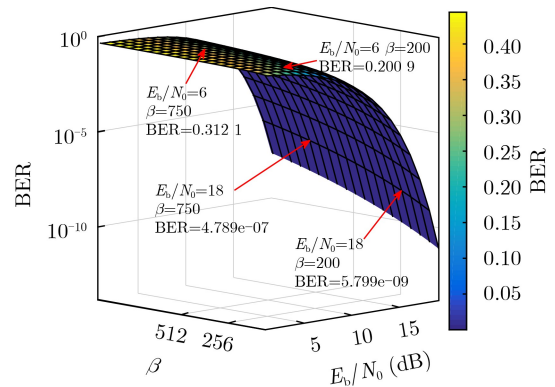 10⁰
10⁻⁵
10⁻¹⁰
BER
E_b/N_0=6 β=200
BER=0.200 9
E_b/N_0=6
β=750
BER=0.312 1
E_b/N_0=18
β=750
BER=4.789e−07
E_b/N_0=18
β=200
BER=5.799e−09
512 256
β
5 10 15
E_b/N_0 (dB)
0.40
0.35
0.30
0.25
0.20
0.15
0.10
0.05
BER